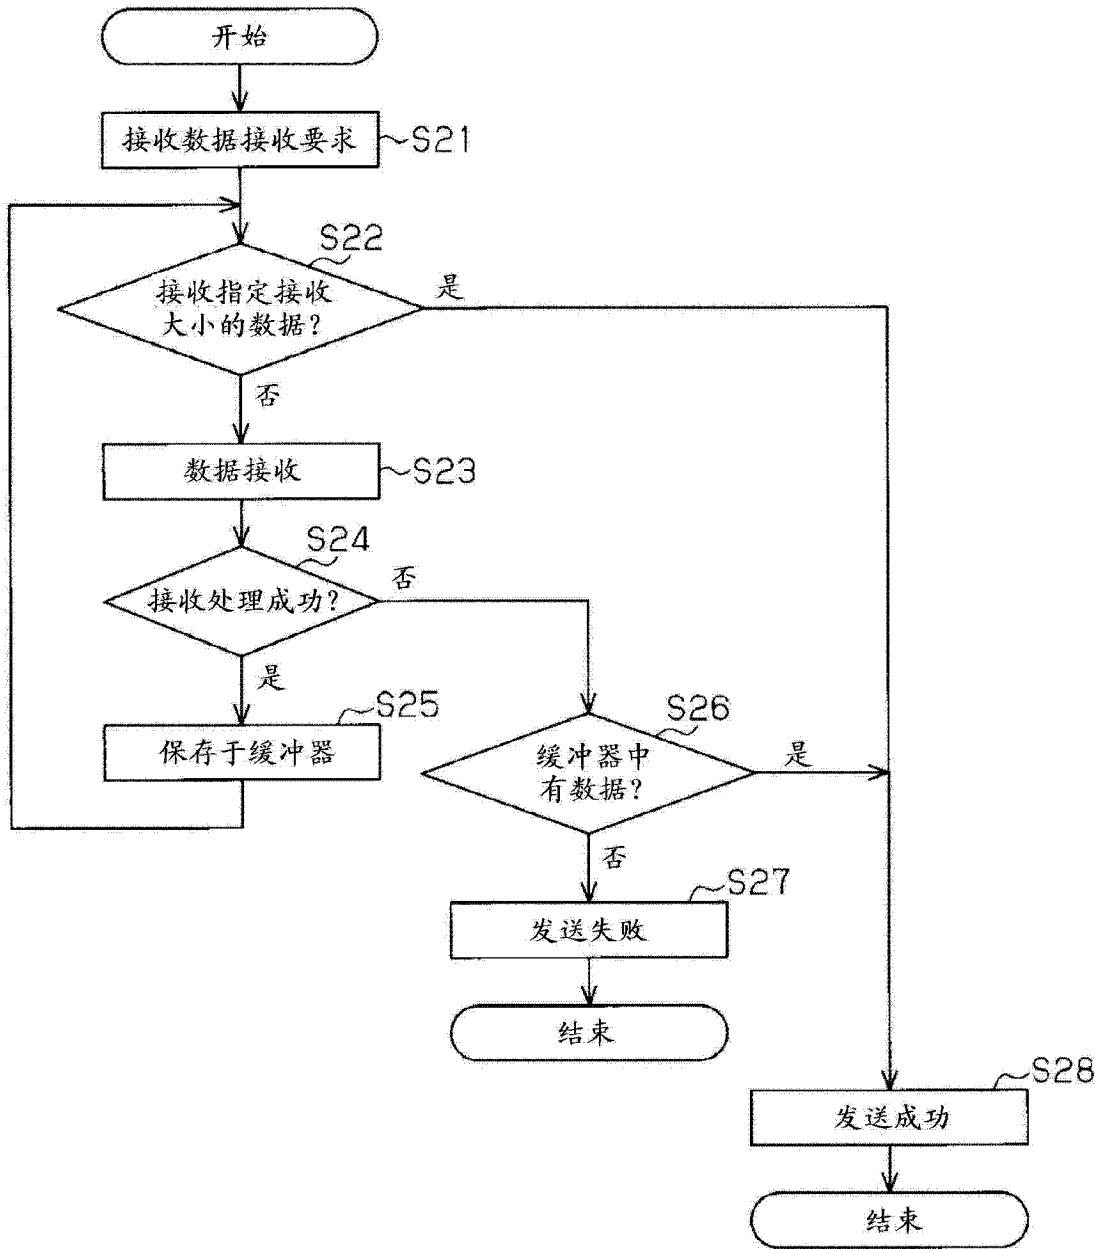 开始
接收数据接收要求
S21
S22
接收指定接收
大小的数据?
是
否
数据接收
S23
S24
接收处理成功?
否
是
S25
保存于缓冲器
S26
缓冲器中
有数据?
是
否
S27
发送失败
结束
S28
发送成功
结束